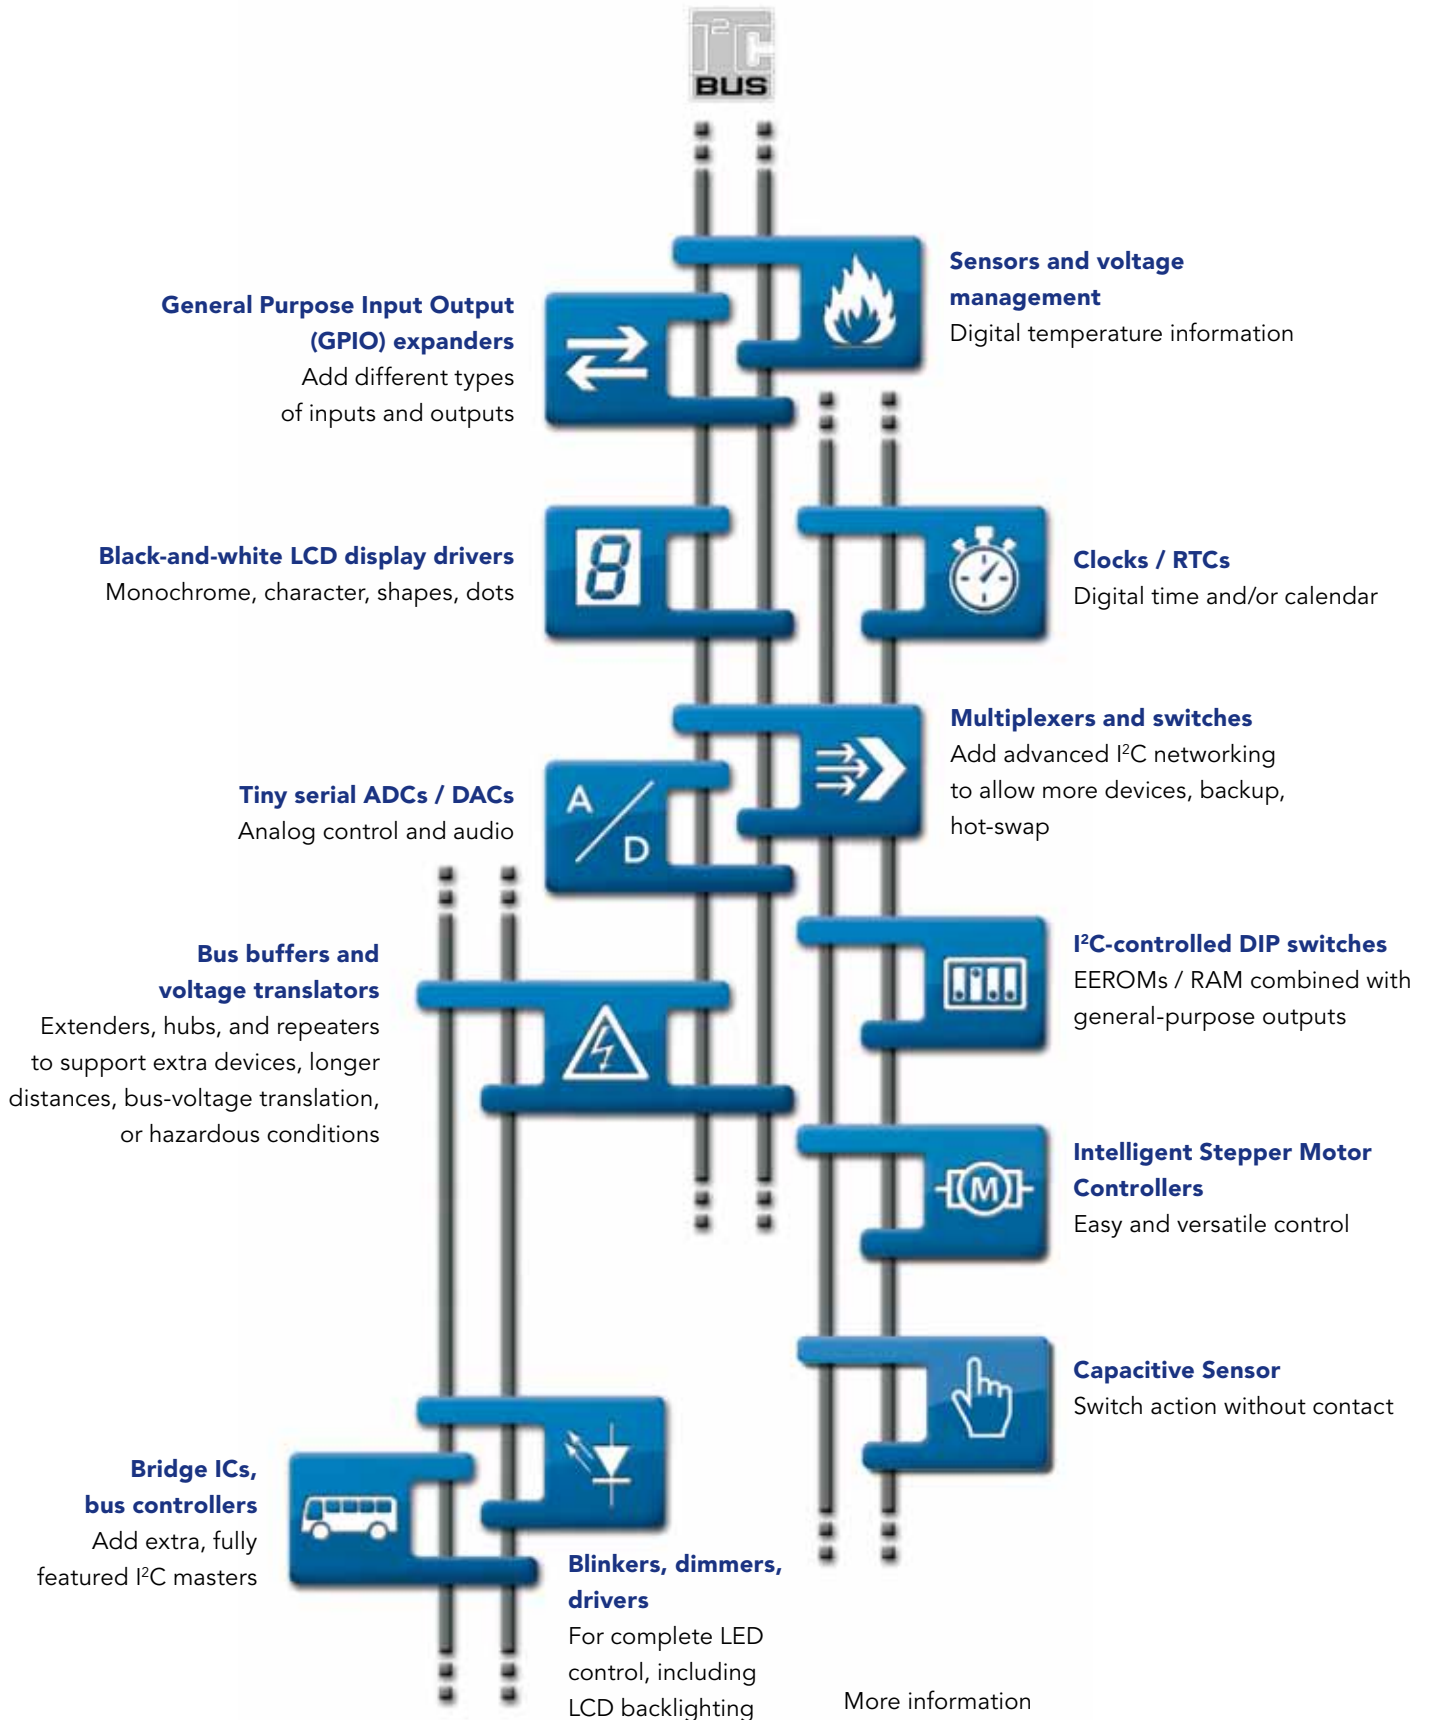 I²C
BUS
Sensors and voltage
management
Digital temperature information
General Purpose Input Output
(GPIO) expanders
Add different types
of inputs and outputs
8
Black-and-white LCD display drivers
Monochrome, character, shapes, dots
Clocks / RTCs
Digital time and/or calendar
Multiplexers and switches
Add advanced I²C networking
to allow more devices, backup,
hot-swap
A
D
Tiny serial ADCs / DACs
Analog control and audio
I²C-controlled DIP switches
EEROMs / RAM combined with
general-purpose outputs
Bus buffers and
voltage translators
Extenders, hubs, and repeaters
to support extra devices, longer
distances, bus-voltage translation,
or hazardous conditions
M
Intelligent Stepper Motor
Controllers
Easy and versatile control
Capacitive Sensor
Switch action without contact
Bridge ICs,
bus controllers
Add extra, fully
featured I²C masters
Blinkers, dimmers,
drivers
For complete LED
control, including
LCD backlighting
More information